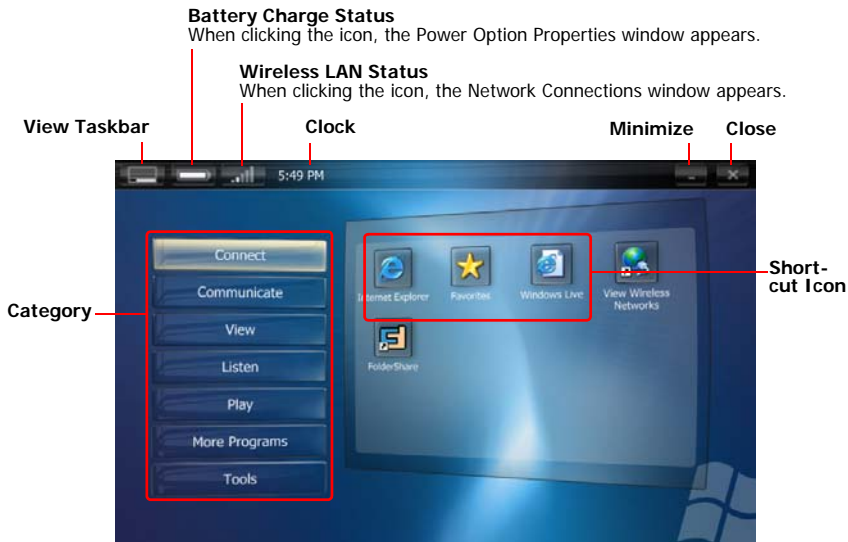 Battery Charge Status
When clicking the icon, the Power Option Properties window appears.
Wireless LAN Status
When clicking the icon, the Network Connections window appears.
View Taskbar
Clock
Minimize
Close
5:49 PM
Category
Connect
Communicate
View
Listen
Play
More Programs
Tools
Internet Explorer
Favorites
Windows Live
View Wireless
Networks
FolderShare
Short-
cut Icon